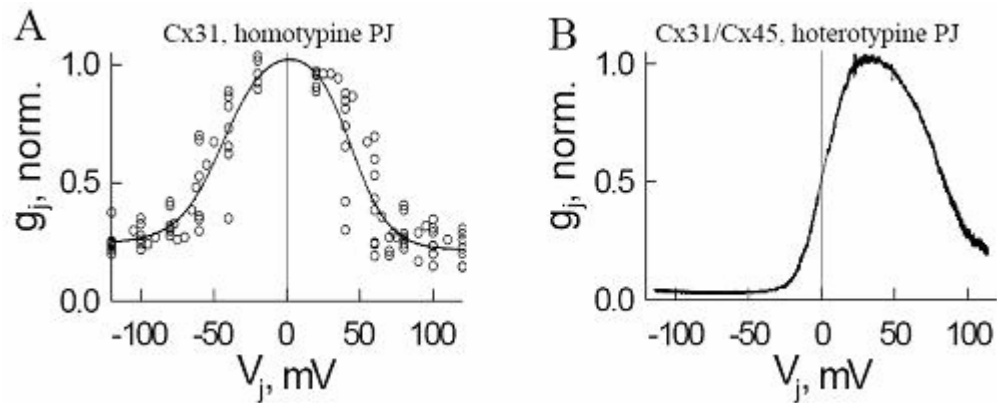 A
Cx31, homotypine PJ
1.0
0.5
0.0
gj, norm.
-100 -50 0 50 100
Vj, mV
B
Cx31/Cx45, hoterotypine PJ
1.0
0.5
0.0
gj, norm.
-100 -50 0 50 100
Vj, mV